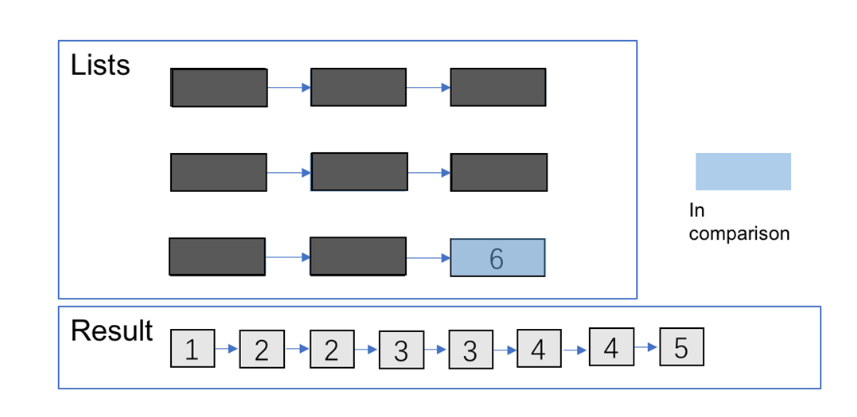 Lists
6
In
comparison
Result
1 2 2 3 3 4 4 5